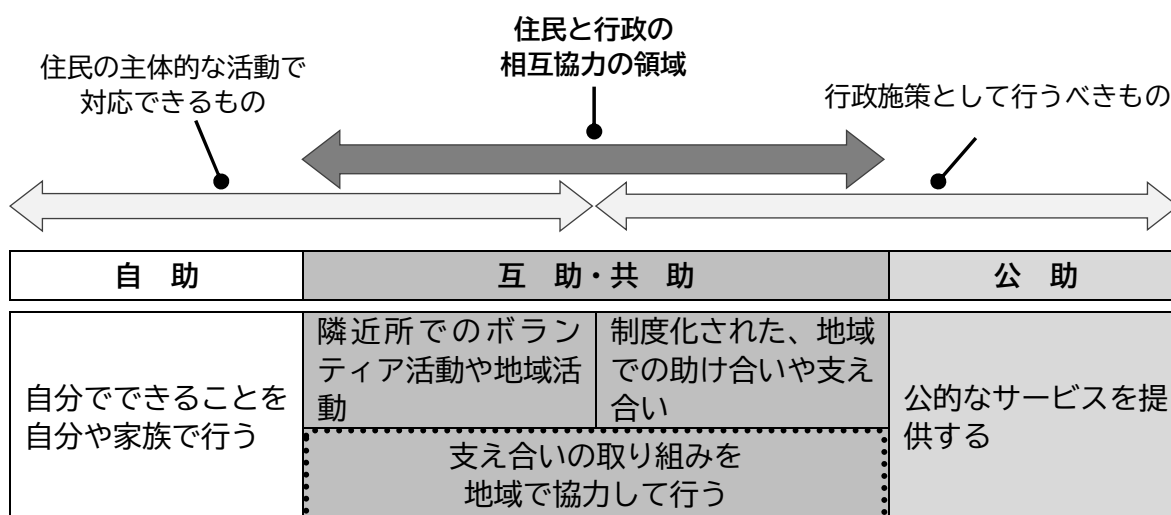 住民と行政の
相互協力の領域
住民の主体的な活動で
対応できるもの
行政施策として行うべきもの
自　助
互　助・共　助
公　助
自分でできることを
自分や家族で行う
隣近所でのボラン
ティア活動や地域活
動
制度化された、地域
での助け合いや支え
合い
支え合いの取り組みを
地域で協力して行う
公的なサービスを提
供する